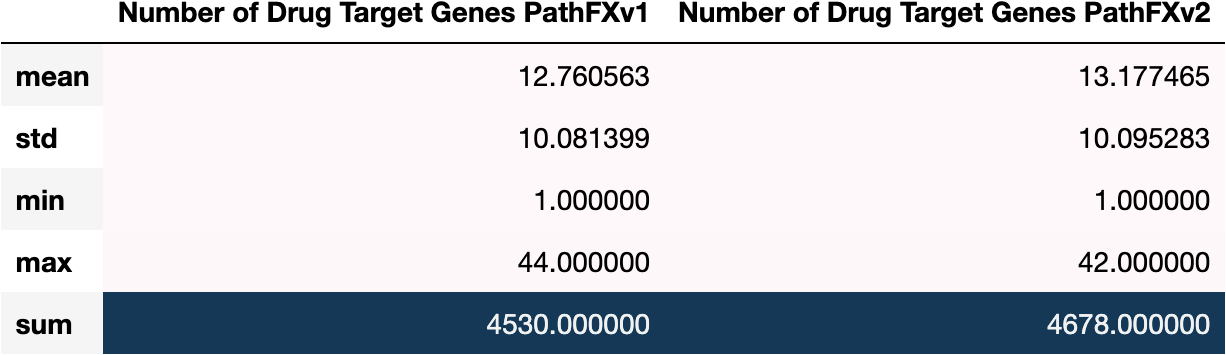 Number of Drug Target Genes PathFXv1 Number of Drug Target Genes PathFXv2
mean 12.760563 13.177465
std 10.081399 10.095283
min 1.000000 1.000000
max 44.000000 42.000000
sum 4530.000000 4678.000000